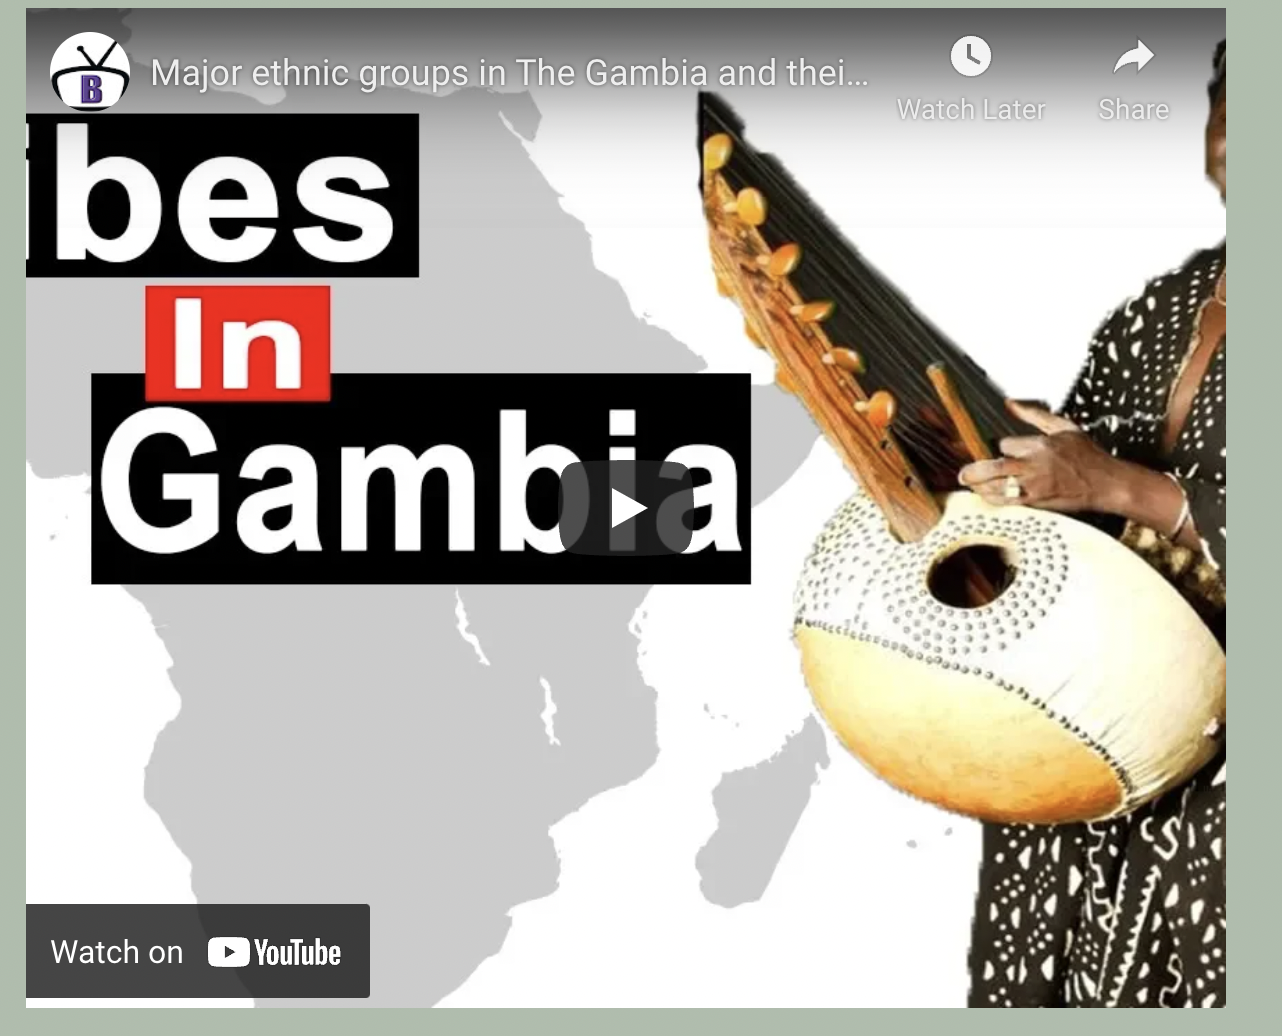 B
Major ethnic groups in The Gambia and thei...
Watch Later
Share
ibes
In
Gambia
Watch on YouTube